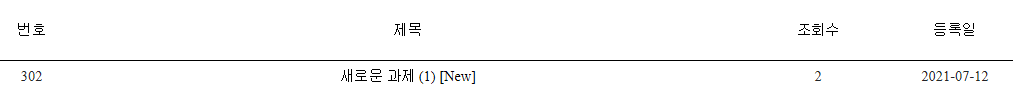 번호 제목 조회수 등록일
302 새로운 과제 (1) [New] 2 2021-07-12